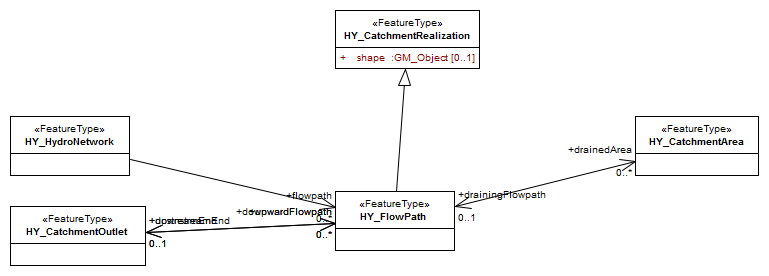 «FeatureType»
HY_CatchmentRealization
+ shape :GM_Object [0..1]
«FeatureType»
HY_HydroNetwork
«FeatureType»
HY_CatchmentArea
+drainedArea
0..*
+flowpath
0..*
«FeatureType»
HY_FlowPath
+drainingFlowpath
0..1
«FeatureType»
HY_CatchmentOutlet
0..1
0..*